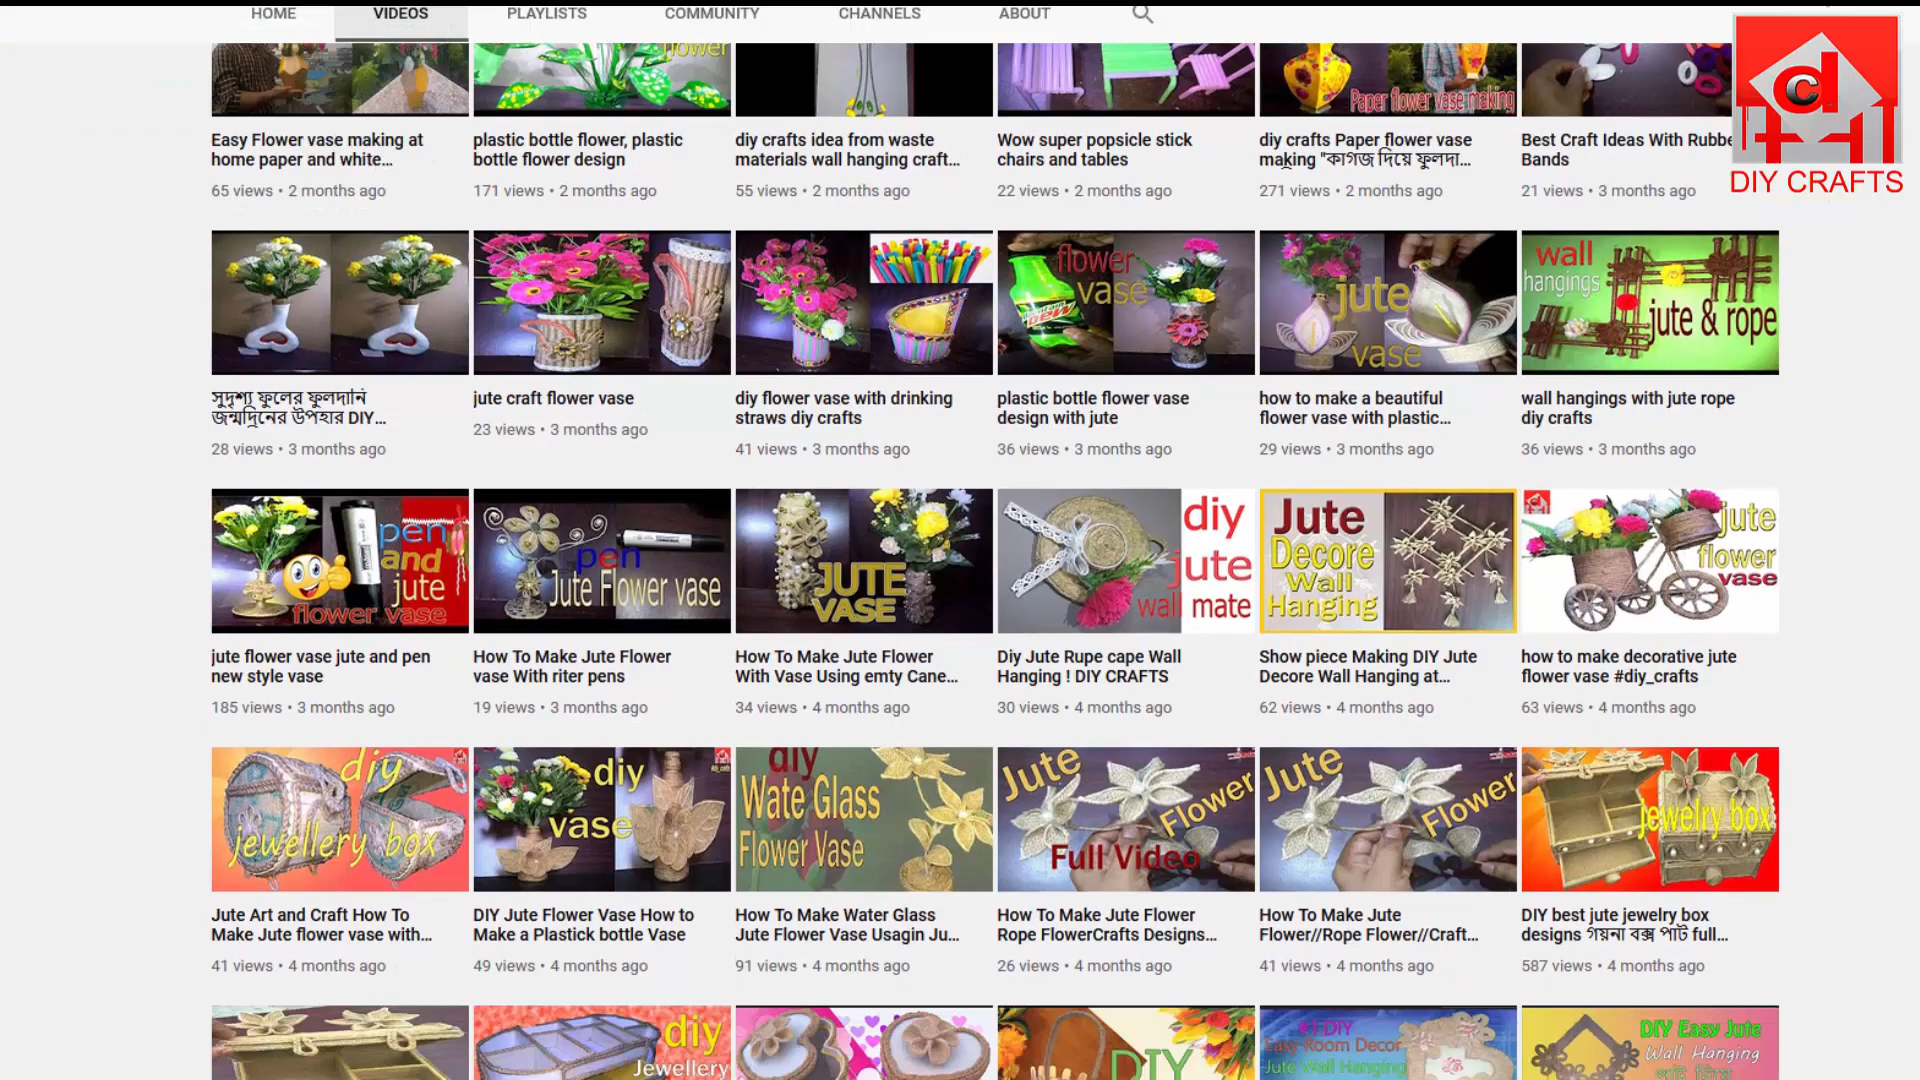 HOME VIDEOS PLAYLISTS COMMUNITY CHANNELS ABOUT
flower
Paper flower vase making
Easy Flower vase making at
home paper and white...
65 views • 2 months ago
plastic bottle flower, plastic
bottle flower design
171 views • 2 months ago
diy crafts idea from waste
materials wall hanging craft...
55 views • 2 months ago
Wow super popsicle stick
chairs and tables
22 views • 2 months ago
diy crafts Paper flower vase
making "কাগজ দিয়ে ফুলদা...
271 views • 2 months ago
Best Craft Ideas With Rubbe
Bands
21 views • 3 months ago
dc
DIY CRAFTS
flower
vase
jute
vase
wall
hangings
jute & rope
সুদৃশ্য ফুলের ফুলদানি
জন্মদিনের উপহার DIY...
28 views • 3 months ago
jute craft flower vase
23 views • 3 months ago
diy flower vase with drinking
straws diy crafts
41 views • 3 months ago
plastic bottle flower vase
design with jute
36 views • 3 months ago
how to make a beautiful
flower vase with plastic...
29 views • 3 months ago
wall hangings with jute rope
diy crafts
36 views • 3 months ago
pen
and
jute
flower vase
pen
Jute Flower vase
JUTE
VASE
diy
jute
wall mate
Jute
Decore
Wall
Hanging
jute
flower
vase
jute flower vase jute and pen
new style vase
185 views • 3 months ago
How To Make Jute Flower
vase With riter pens
19 views • 3 months ago
How To Make Jute Flower
With Vase Using emty Cane...
34 views • 4 months ago
Diy Jute Rupe cape Wall
Hanging ! DIY CRAFTS
30 views • 4 months ago
Show piece Making DIY Jute
Decore Wall Hanging at...
62 views • 4 months ago
how to make decorative jute
flower vase #diy_crafts
63 views • 4 months ago
diy
jewellery box
diy
vase
diy
Wate Glass
Flower Vase
Jute
Flower
Full Video
Jute
Flower
jewelry box
Jute Art and Craft How To
Make Jute flower vase with...
41 views • 4 months ago
DIY Jute Flower Vase How to
Make a Plastick bottle Vase
49 views • 4 months ago
How To Make Water Glass
Jute Flower Vase Usagin Ju...
91 views • 4 months ago
How To Make Jute Flower
Rope FlowerCrafts Designs...
26 views • 4 months ago
How To Make Jute
Flower//Rope Flower//Craft...
41 views • 4 months ago
DIY best jute jewelry box
designs গয়না বক্স পাট full...
587 views • 4 months ago
diy
Jewellery
DIY
#1 DIY
Easy Room Decor
Jute Wall Hanging
DIY Easy Jute
Wall Hanging